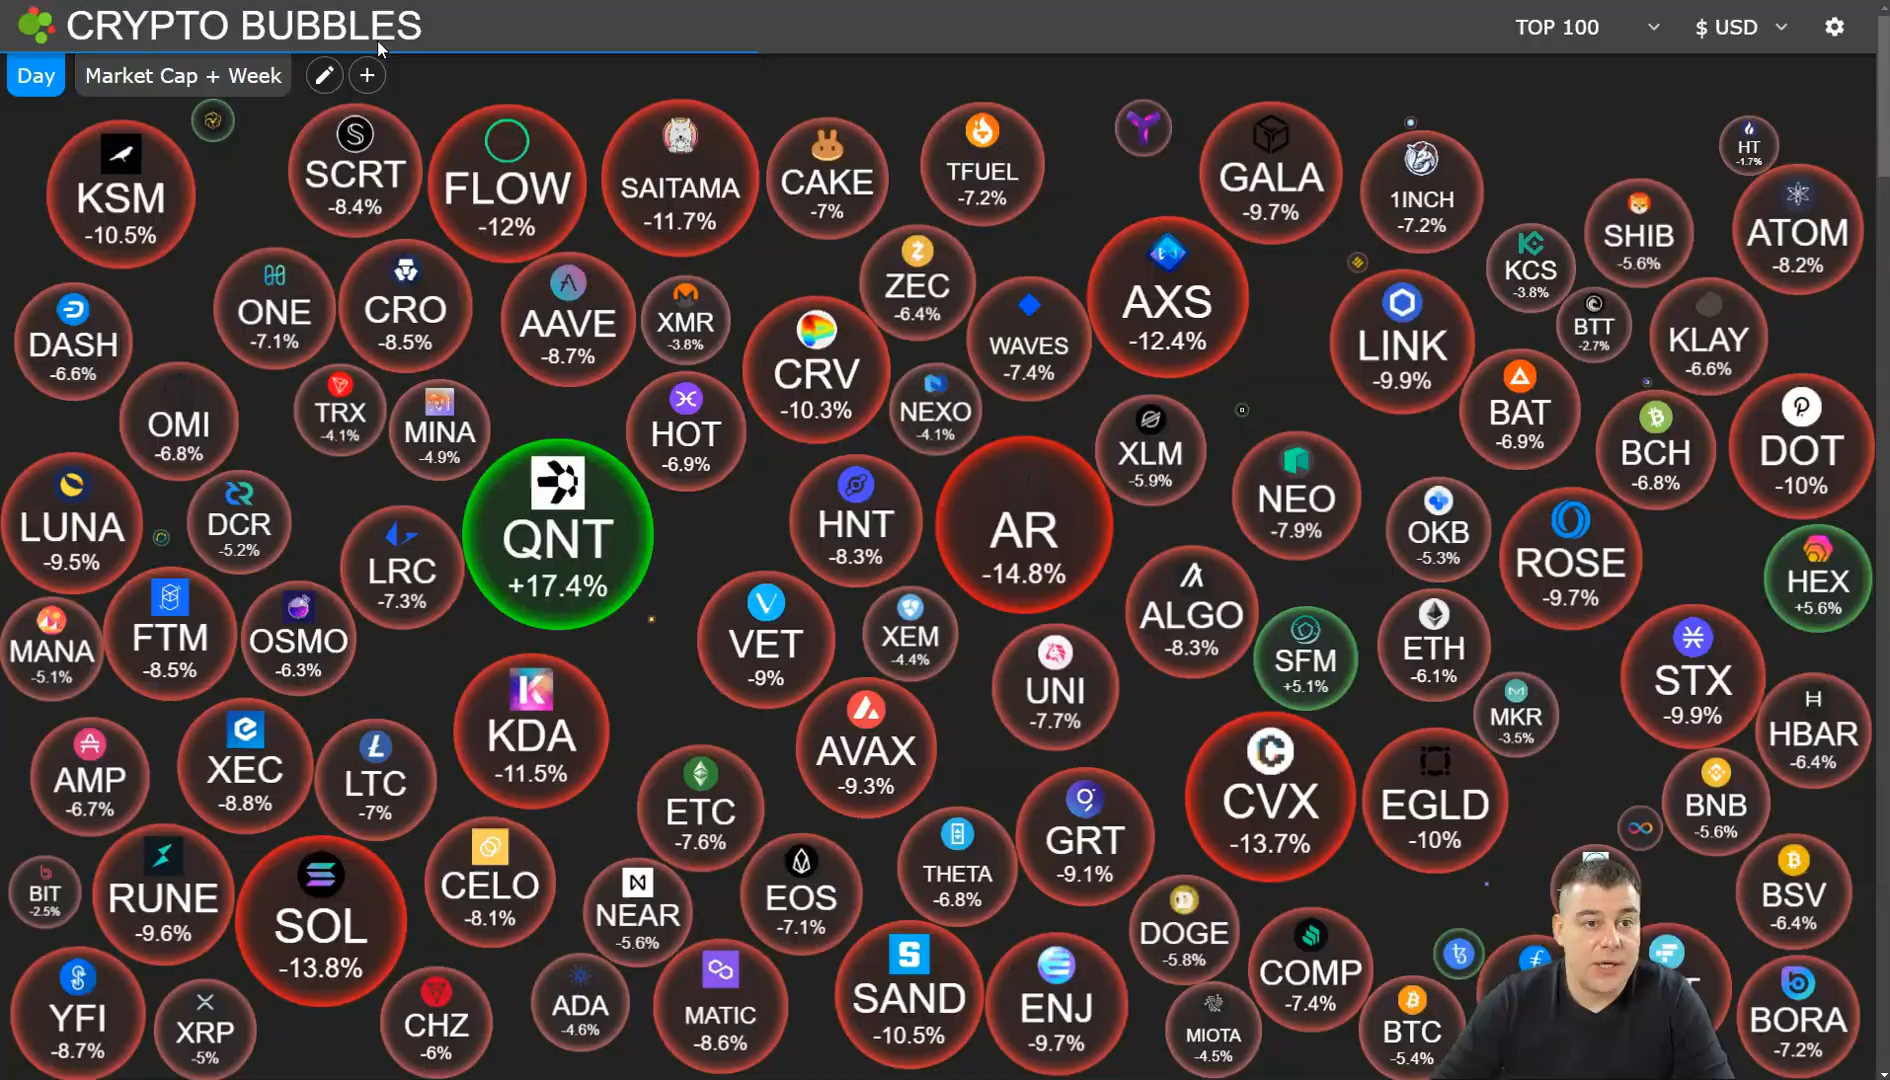 CRYPTO BUBBLES
TOP 100
$ USD
Day
Market Cap + Week
KSM
-10.5%
SCRT
-8.4%
FLOW
-12%
SAITAMA
-11.7%
CAKE
-7%
TFUEL
-7.2%
GALA
-9.7%
1INCH
-7.2%
HT
-1.7%
SHIB
-5.6%
ATOM
-8.2%
DASH
-6.6%
ONE
-7.1%
CRO
-8.5%
AAVE
-8.7%
XMR
-3.8%
ZEC
-6.4%
CRV
-10.3%
WAVES
-7.4%
AXS
-12.4%
LINK
-9.9%
KCS
-3.8%
BTT
-2.7%
KLAY
-6.6%
OMI
-6.8%
TRX
-4.1%
MINA
-4.9%
HOT
-6.9%
NEXO
-4.1%
XLM
-5.9%
BAT
-6.9%
BCH
-6.8%
DOT
-10%
LUNA
-9.5%
DCR
-5.2%
LRC
-7.3%
QNT
+17.4%
HNT
-8.3%
AR
-14.8%
NEO
-7.9%
OKB
-5.3%
ROSE
-9.7%
HEX
+5.6%
MANA
-5.1%
FTM
-8.5%
OSMO
-6.3%
VET
-9%
XEM
-4.4%
UNI
-7.7%
ALGO
-8.3%
SFM
+5.1%
ETH
-6.1%
MKR
-3.5%
STX
-9.9%
HBAR
-6.4%
AMP
-6.7%
XEC
-8.8%
LTC
-7%
KDA
-11.5%
ETC
-7.6%
AVAX
-9.3%
GRT
-9.1%
CVX
-13.7%
EGLD
-10%
BNB
-5.6%
BIT
-2.5%
RUNE
-9.6%
SOL
-13.8%
CELO
-8.1%
NEAR
-5.6%
EOS
-7.1%
THETA
-6.8%
DOGE
-5.8%
COMP
-7.4%
BSV
-6.4%
YFI
-8.7%
XRP
-5%
CHZ
-6%
ADA
-4.6%
MATIC
-8.6%
SAND
-10.5%
ENJ
-9.7%
MIOTA
-4.5%
BTC
-5.4%
BORA
-7.2%